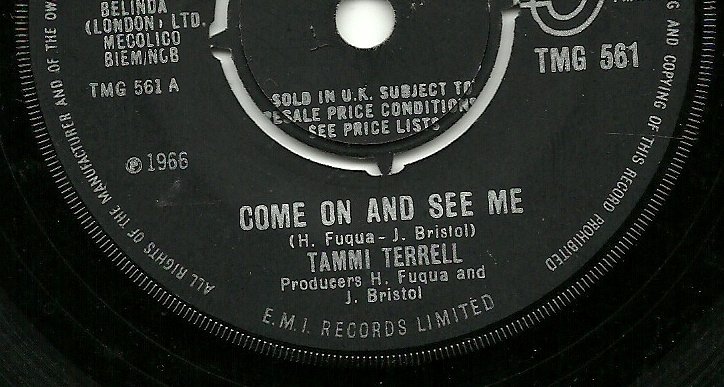 BELINDA
(LONDON) LTD.
MECOLICO
BIEM/NCB
TMG 561 A
TMG 561
SOLD IN U.K. SUBJECT TO
RESALE PRICE CONDITIONS
SEE PRICE LISTS
℗ 1966
COME ON AND SEE ME
(H. Fuqua - J. Bristol)
TAMMI TERRELL
Producers H. Fuqua and
J. Bristol
E.M.I. RECORDS LIMITED
ALL RIGHTS OF THE MANUFACTURER AND OF THE
AND COPYING OF THIS RECORD PROHIBITED